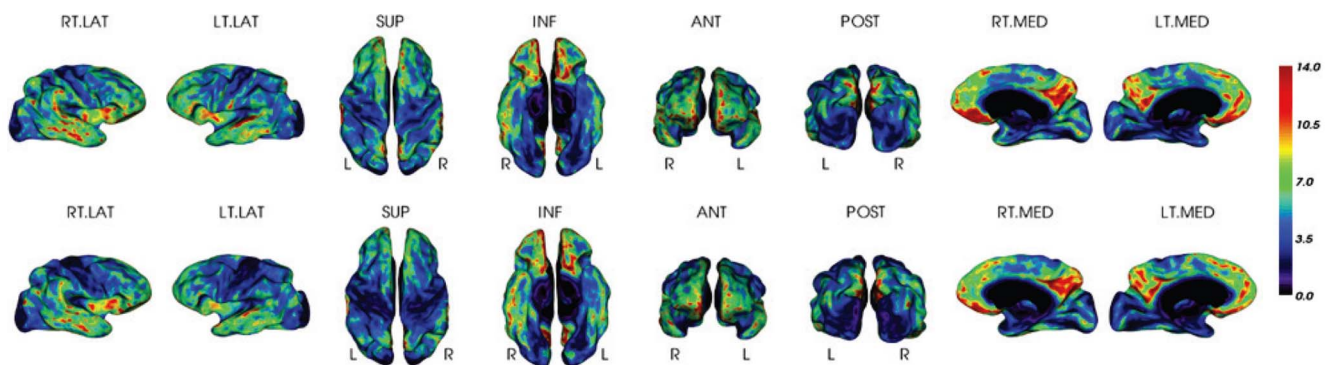 RT.LAT LT.LAT SUP INF ANT POST RT.MED LT.MED
14.0
10.5
7.0
3.5
0.0
L R R L R L L R
RT.LAT LT.LAT SUP INF ANT POST RT.MED LT.MED
L R R L R L L R